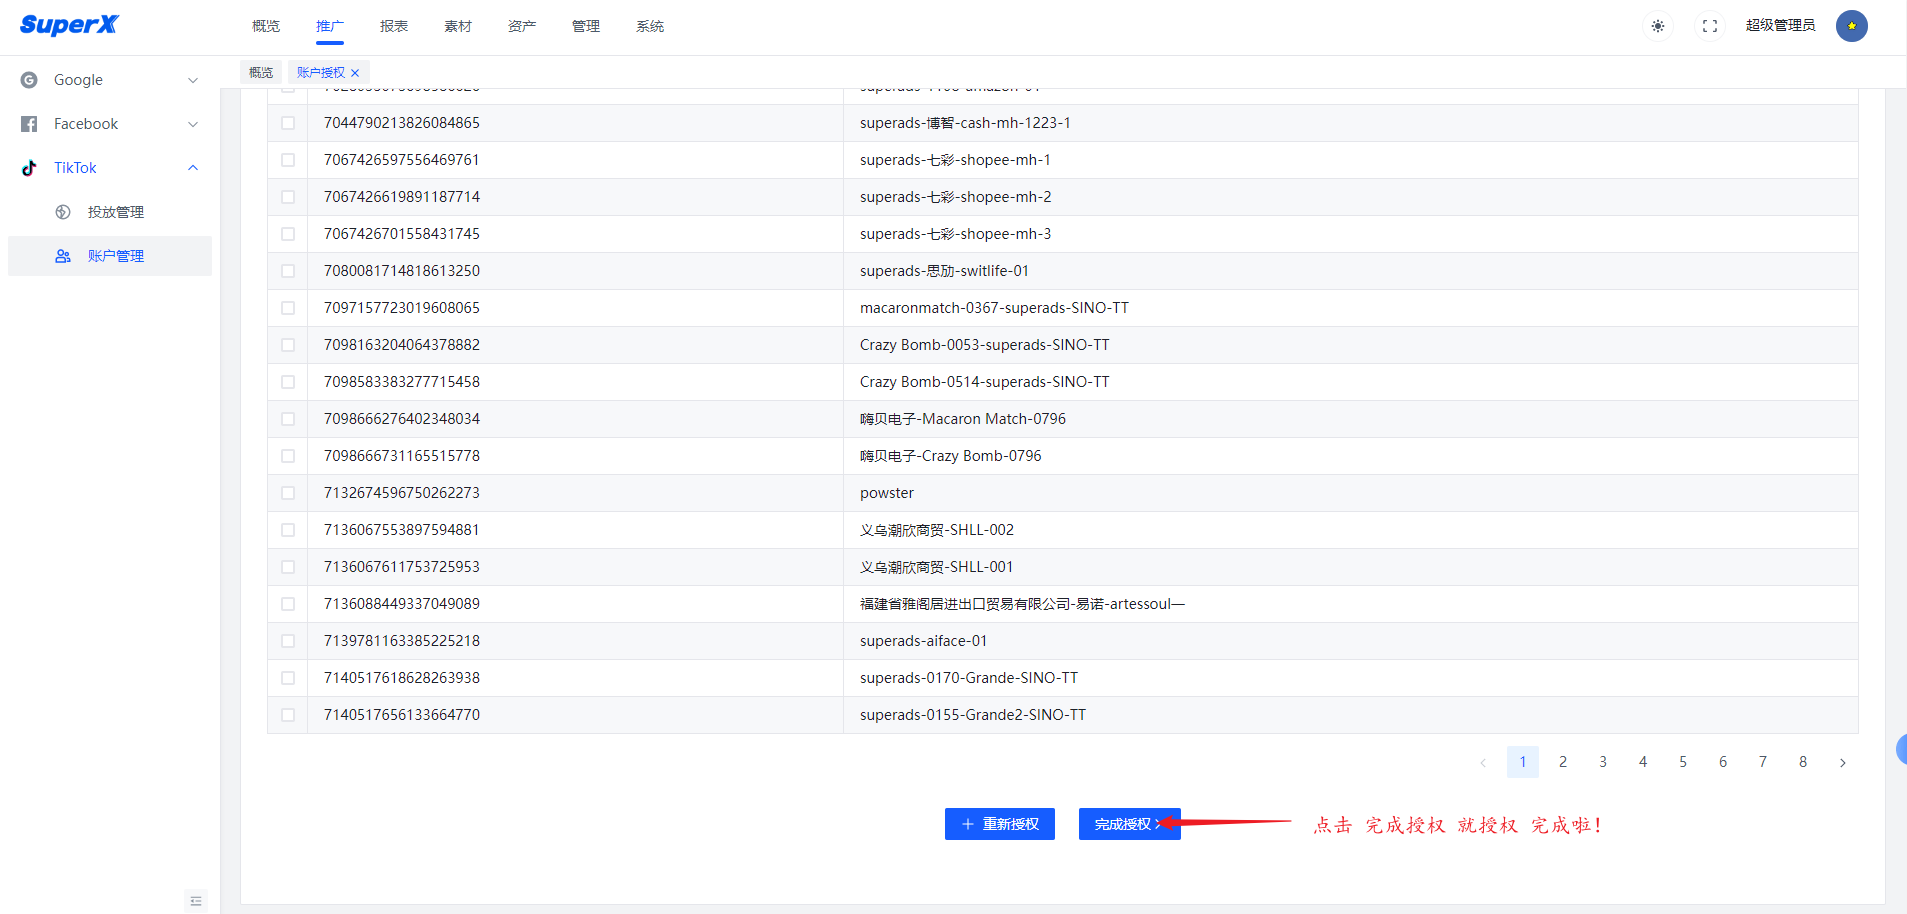 SuperX
概览 推广 报表 素材 资产 管理 系统 超级管理员
Google
Facebook
TikTok
投放管理
账户管理
概览 账户授权 ×
7044790213826084865 superads-博智-cash-mh-1223-1
7067426597556469761 superads-七彩-shopee-mh-1
7067426619891187714 superads-七彩-shopee-mh-2
7067426701558431745 superads-七彩-shopee-mh-3
7080081714818613250 superads-思劢-switlife-01
7097157723019608065 macaronmatch-0367-superads-SINO-TT
7098163204064378882 Crazy Bomb-0053-superads-SINO-TT
7098583383277715458 Crazy Bomb-0514-superads-SINO-TT
7098666276402348034 嗨贝电子-Macaron Match-0796
7098666731165515778 嗨贝电子-Crazy Bomb-0796
7132674596750262273 powster
7136067553897594881 义乌潮欣商贸-SHLL-002
7136067611753725953 义乌潮欣商贸-SHLL-001
7136088449337049089 福建省雅阁居进出口贸易有限公司-易诺-artessoul—
7139781163385225218 superads-aiface-01
7140517618628263938 superads-0170-Grande-SINO-TT
7140517656133664770 superads-0155-Grande2-SINO-TT
1 2 3 4 5 6 7 8
重新授权 完成授权 点击 完成授权 就授权 完成啦！